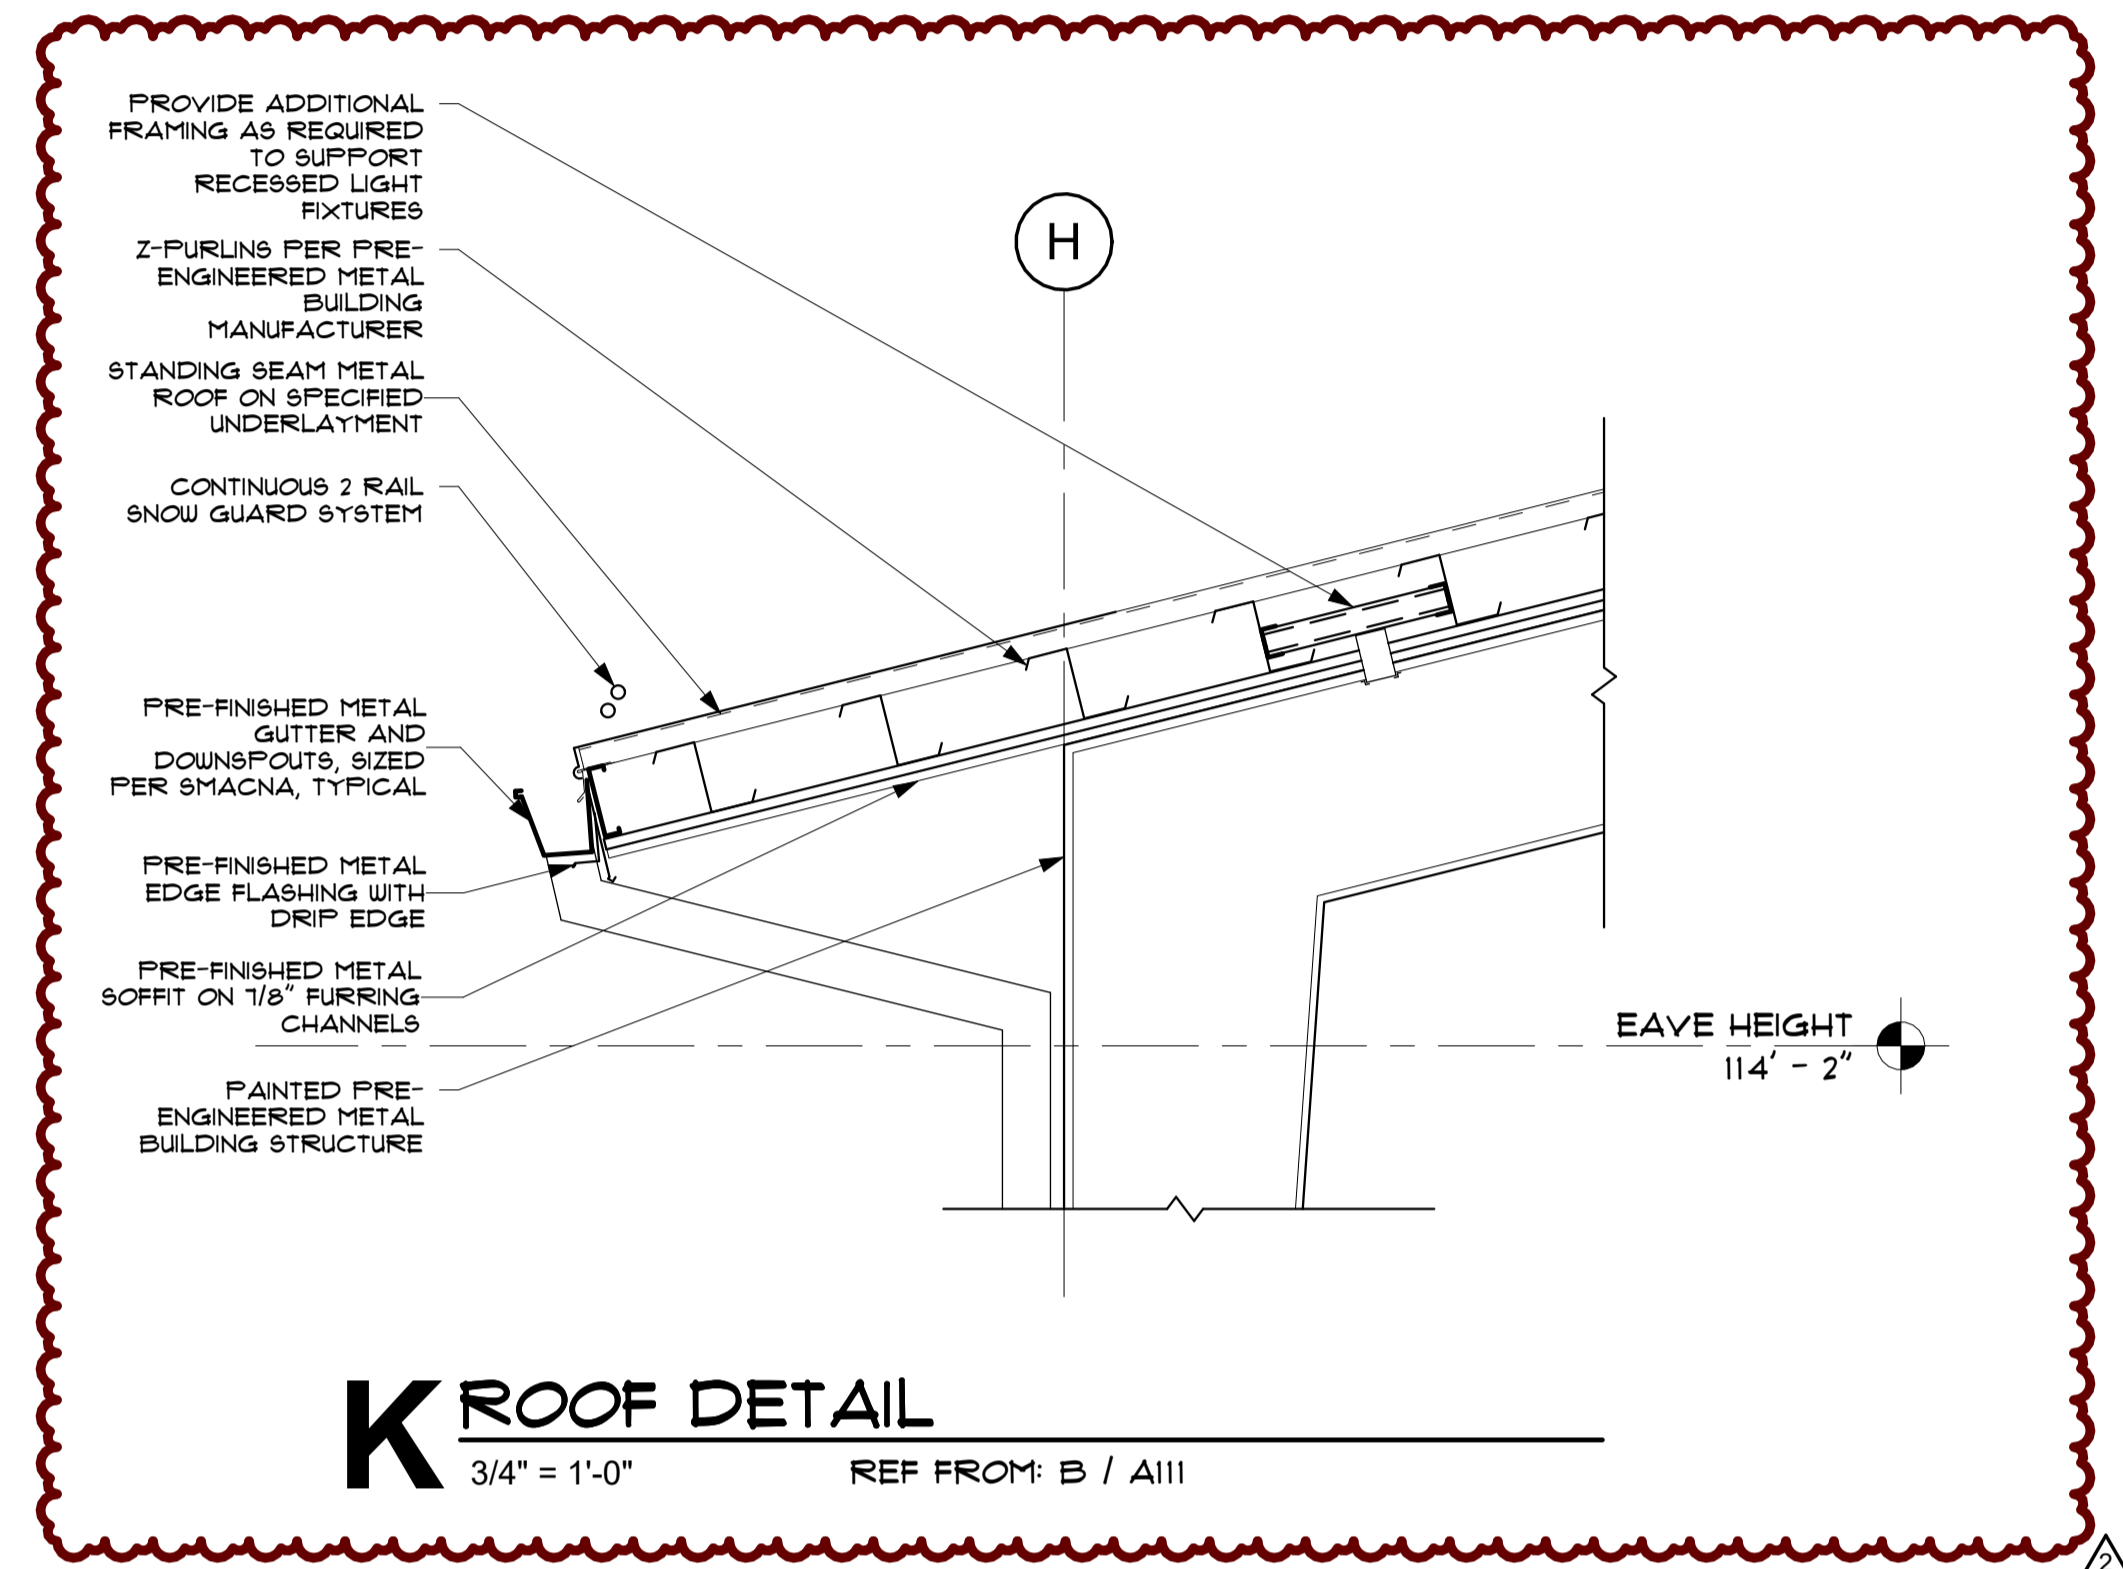 PROVIDE ADDITIONAL
FRAMING AS REQUIRED
TO SUPPORT
RECESSED LIGHT
FIXTURES
Z-PURLINS PER PRE-
ENGINEERED METAL
BUILDING
MANUFACTURER
STANDING SEAM METAL
ROOF ON SPECIFIED
UNDERLAYMENT
CONTINUOUS 2 RAIL
SNOW GUARD SYSTEM
PRE-FINISHED METAL
GUTTER AND
DOWNSPOUTS, SIZED
PER SMACNA, TYPICAL
PRE-FINISHED METAL
EDGE FLASHING WITH
DRIP EDGE
PRE-FINISHED METAL
SOFFIT ON 7/8" FURRING
CHANNELS
PAINTED PRE-
ENGINEERED METAL
BUILDING STRUCTURE
H
EAVE HEIGHT
114' - 2"
K ROOF DETAIL
3/4" = 1'-0" REF FROM: B / A111
2